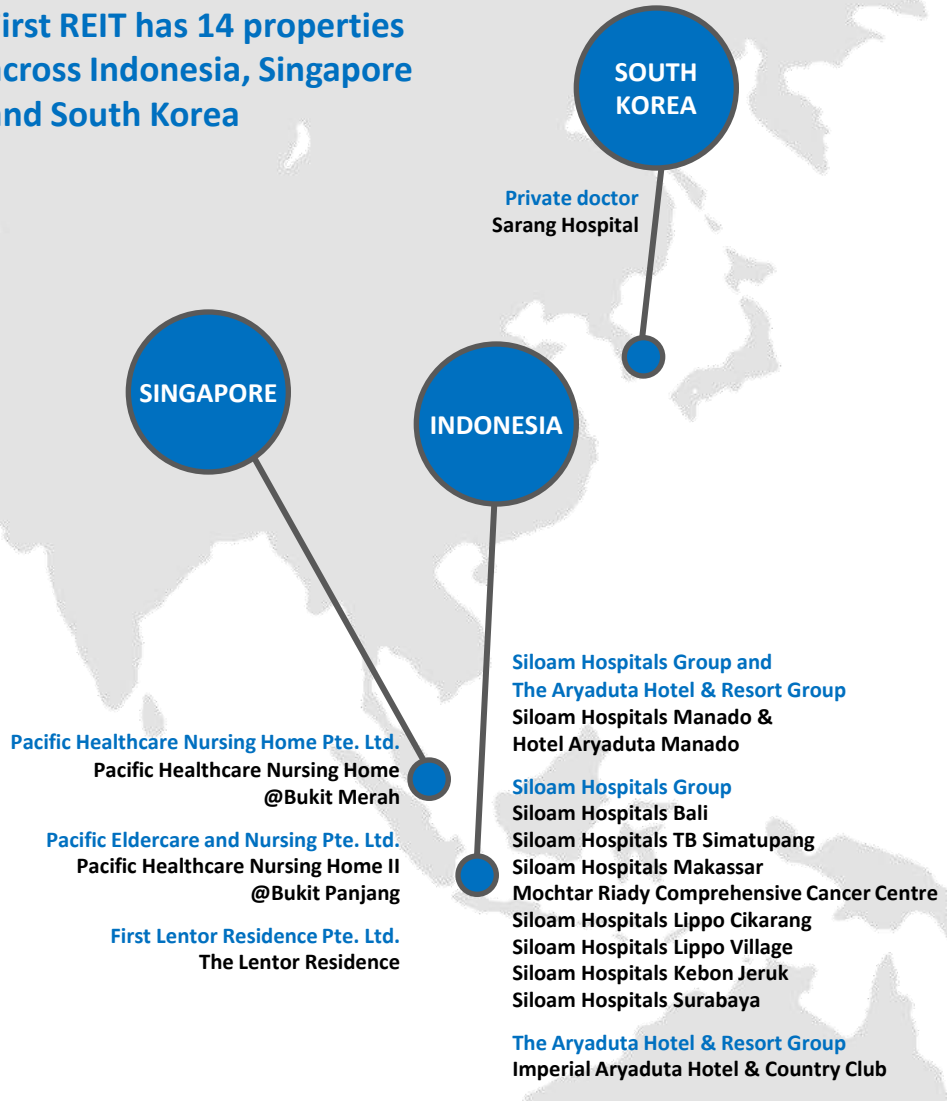 irst REIT has 14 properties
cross Indonesia, Singapore
nd South Korea
SOUTH
KOREA
Private doctor
Sarang Hospital
SINGAPORE
INDONESIA
Pacific Healthcare Nursing Home Pte. Ltd.
Pacific Healthcare Nursing Home
@Bukit Merah
Pacific Eldercare and Nursing Pte. Ltd.
Pacific Healthcare Nursing Home II
@Bukit Panjang
First Lentor Residence Pte. Ltd.
The Lentor Residence
Siloam Hospitals Group and
The Aryaduta Hotel & Resort Group
Siloam Hospitals Manado &
Hotel Aryaduta Manado
Siloam Hospitals Group
Siloam Hospitals Bali
Siloam Hospitals TB Simatupang
Siloam Hospitals Makassar
Mochtar Riady Comprehensive Cancer Centre
Siloam Hospitals Lippo Cikarang
Siloam Hospitals Lippo Village
Siloam Hospitals Kebon Jeruk
Siloam Hospitals Surabaya
The Aryaduta Hotel & Resort Group
Imperial Aryaduta Hotel & Country Club